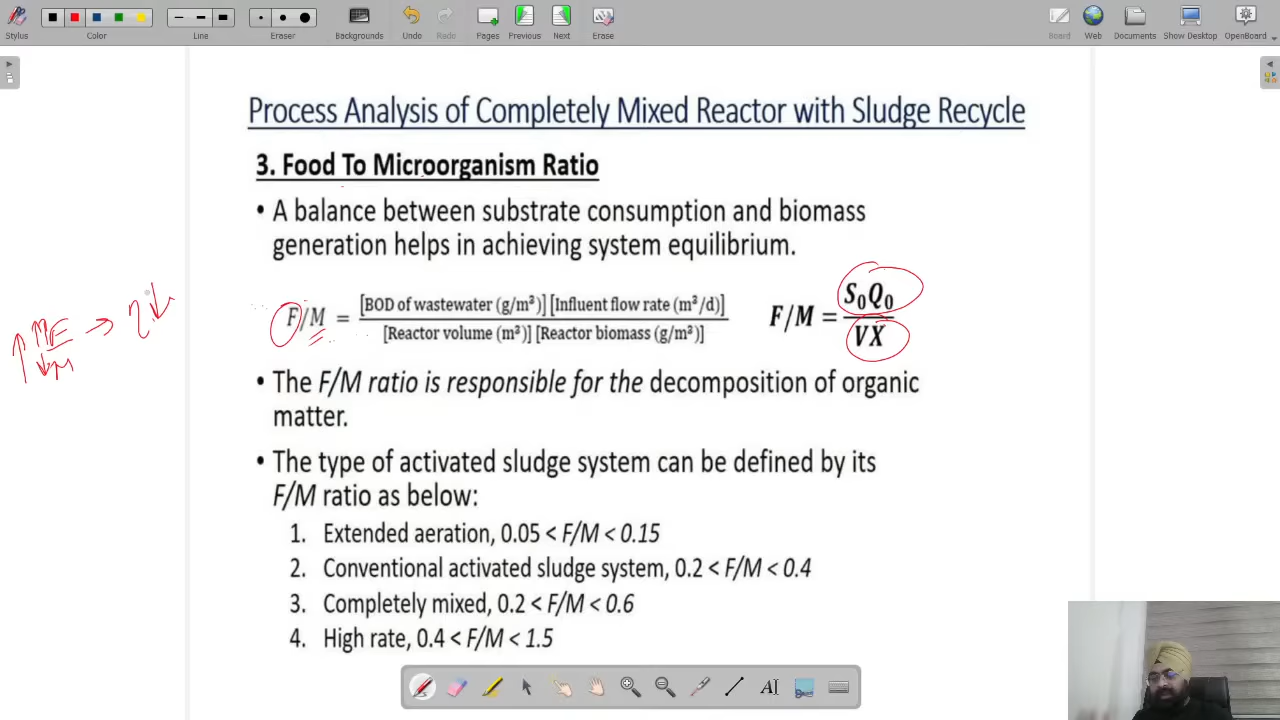 Stylus Color Line Eraser Backgrounds Undo Redo Pages Previous Next Erase Board Web Documents Show Desktop OpenBoard
Process Analysis of Completely Mixed Reactor with Sludge Recycle
3. Food To Microorganism Ratio
• A balance between substrate consumption and biomass
generation helps in achieving system equilibrium.
F/M = [BOD of wastewater (g/m³)] [Influent flow rate (m³/d)]
[Reactor volume (m³)] [Reactor biomass (g/m³)]
F/M = S₀Q₀
VX
↑ F → η↓
↓M
• The F/M ratio is responsible for the decomposition of organic
matter.
• The type of activated sludge system can be defined by its
F/M ratio as below:
1. Extended aeration, 0.05 < F/M < 0.15
2. Conventional activated sludge system, 0.2 < F/M < 0.4
3. Completely mixed, 0.2 < F/M < 0.6
4. High rate, 0.4 < F/M < 1.5